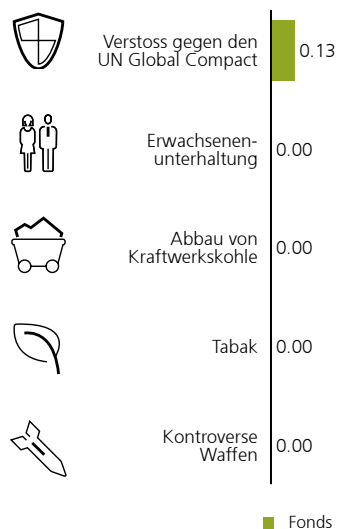 Verstoss gegen den
UN Global Compact
0.13
Erwachsenen-
unterhaltung
0.00
Abbau von
Kraftwerkskohle
0.00
Tabak
0.00
Kontroverse
Waffen
0.00
Fonds